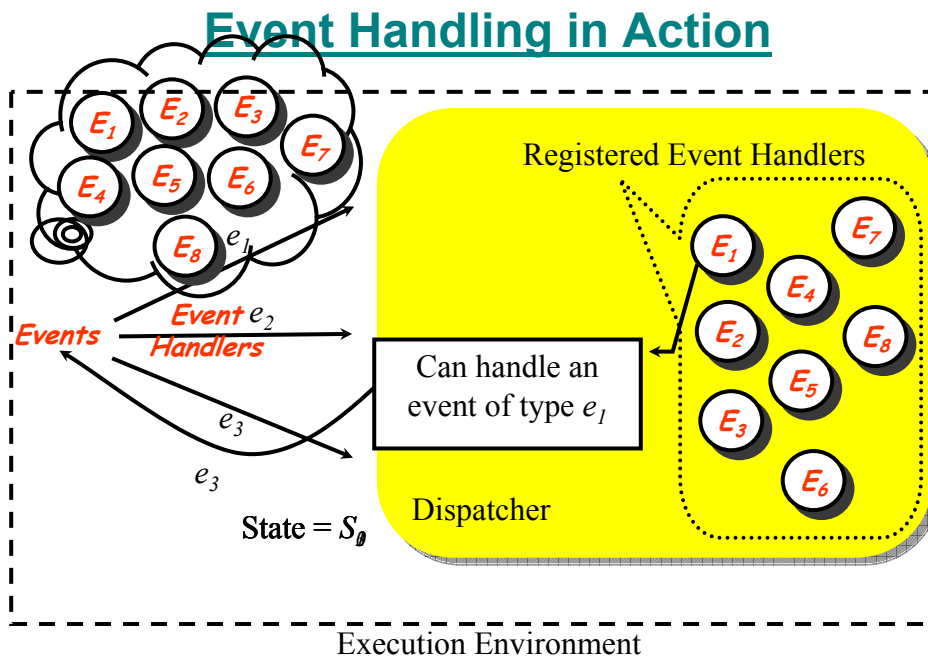 Event Handling in Action
E1 E2 E3 E7
E4 E5 E6
E8
e1
Events
Event
Handlers
e2
e3
e3
State = S
Registered Event Handlers
E1
E7
E4
E2
E8
E5
E3
E6
Can handle an
event of type e1
Dispatcher
Execution Environment